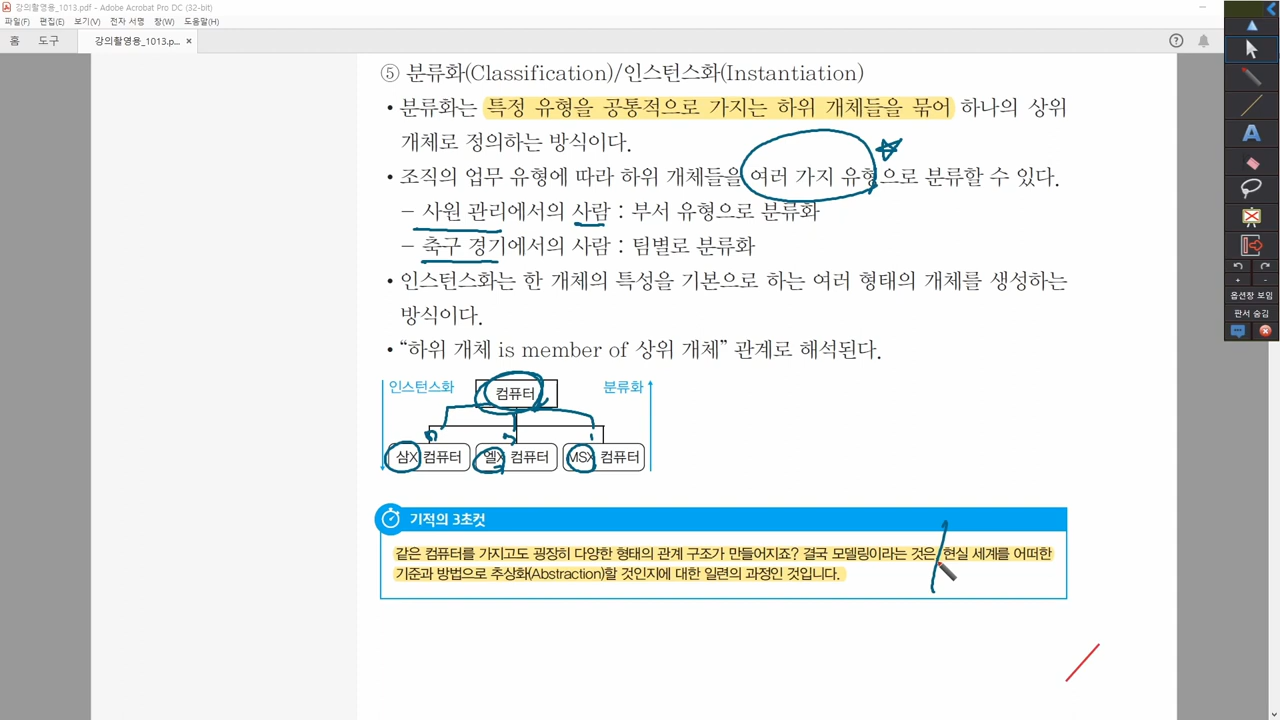 강의촬영용_1013.pdf - Adobe Acrobat Pro DC (32-bit)
파일(F) 편집(E) 보기(V) 전자 서명 창(W) 도움말(H)
홈 도구 강의촬영용_1013.p... ×
⑤ 분류화(Classification)/인스턴스화(Instantiation)
• 분류화는 특정 유형을 공통적으로 가지는 하위 개체들을 묶어 하나의 상위
개체로 정의하는 방식이다.
• 조직의 업무 유형에 따라 하위 개체들을 여러 가지 유형으로 분류할 수 있다.
– 사원 관리에서의 사람 : 부서 유형으로 분류화
– 축구 경기에서의 사람 : 팀별로 분류화
• 인스턴스화는 한 개체의 특성을 기본으로 하는 여러 형태의 개체를 생성하는
방식이다.
• “하위 개체 is member of 상위 개체” 관계로 해석된다.
인스턴스화 컴퓨터 분류화
삼X 컴퓨터 엘X 컴퓨터 MSX 컴퓨터
기적의 3초컷
같은 컴퓨터를 가지고도 굉장히 다양한 형태의 관계 구조가 만들어지죠? 결국 모델링이라는 것은 현실 세계를 어떠한
기준과 방법으로 추상화(Abstraction)할 것인지에 대한 일련의 과정인 것입니다.
옵션창 보임
판서 숨김